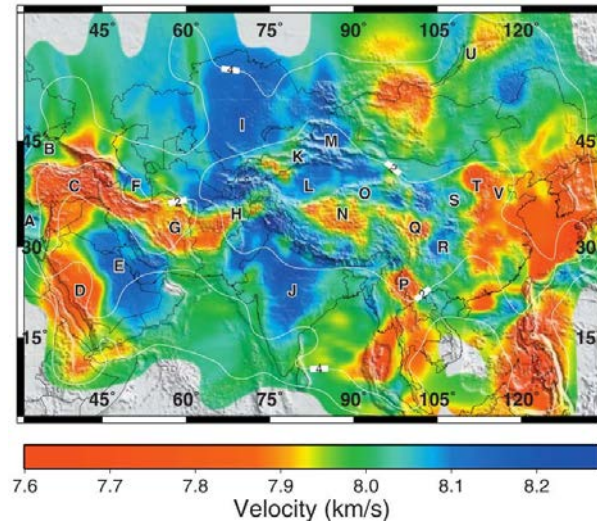 45° 60° 75° 90° 105° 120°
U
45° 45°
B
I
M
K
C
F
L
O
S
T
V
2
A
G
H
N
Q
30° 30°
E
R
D
J
P
2
15° 15°
4
45° 60° 75° 90° 105° 120°
7.6 7.7 7.8 7.9 8.0 8.1 8.2
Velocity (km/s)